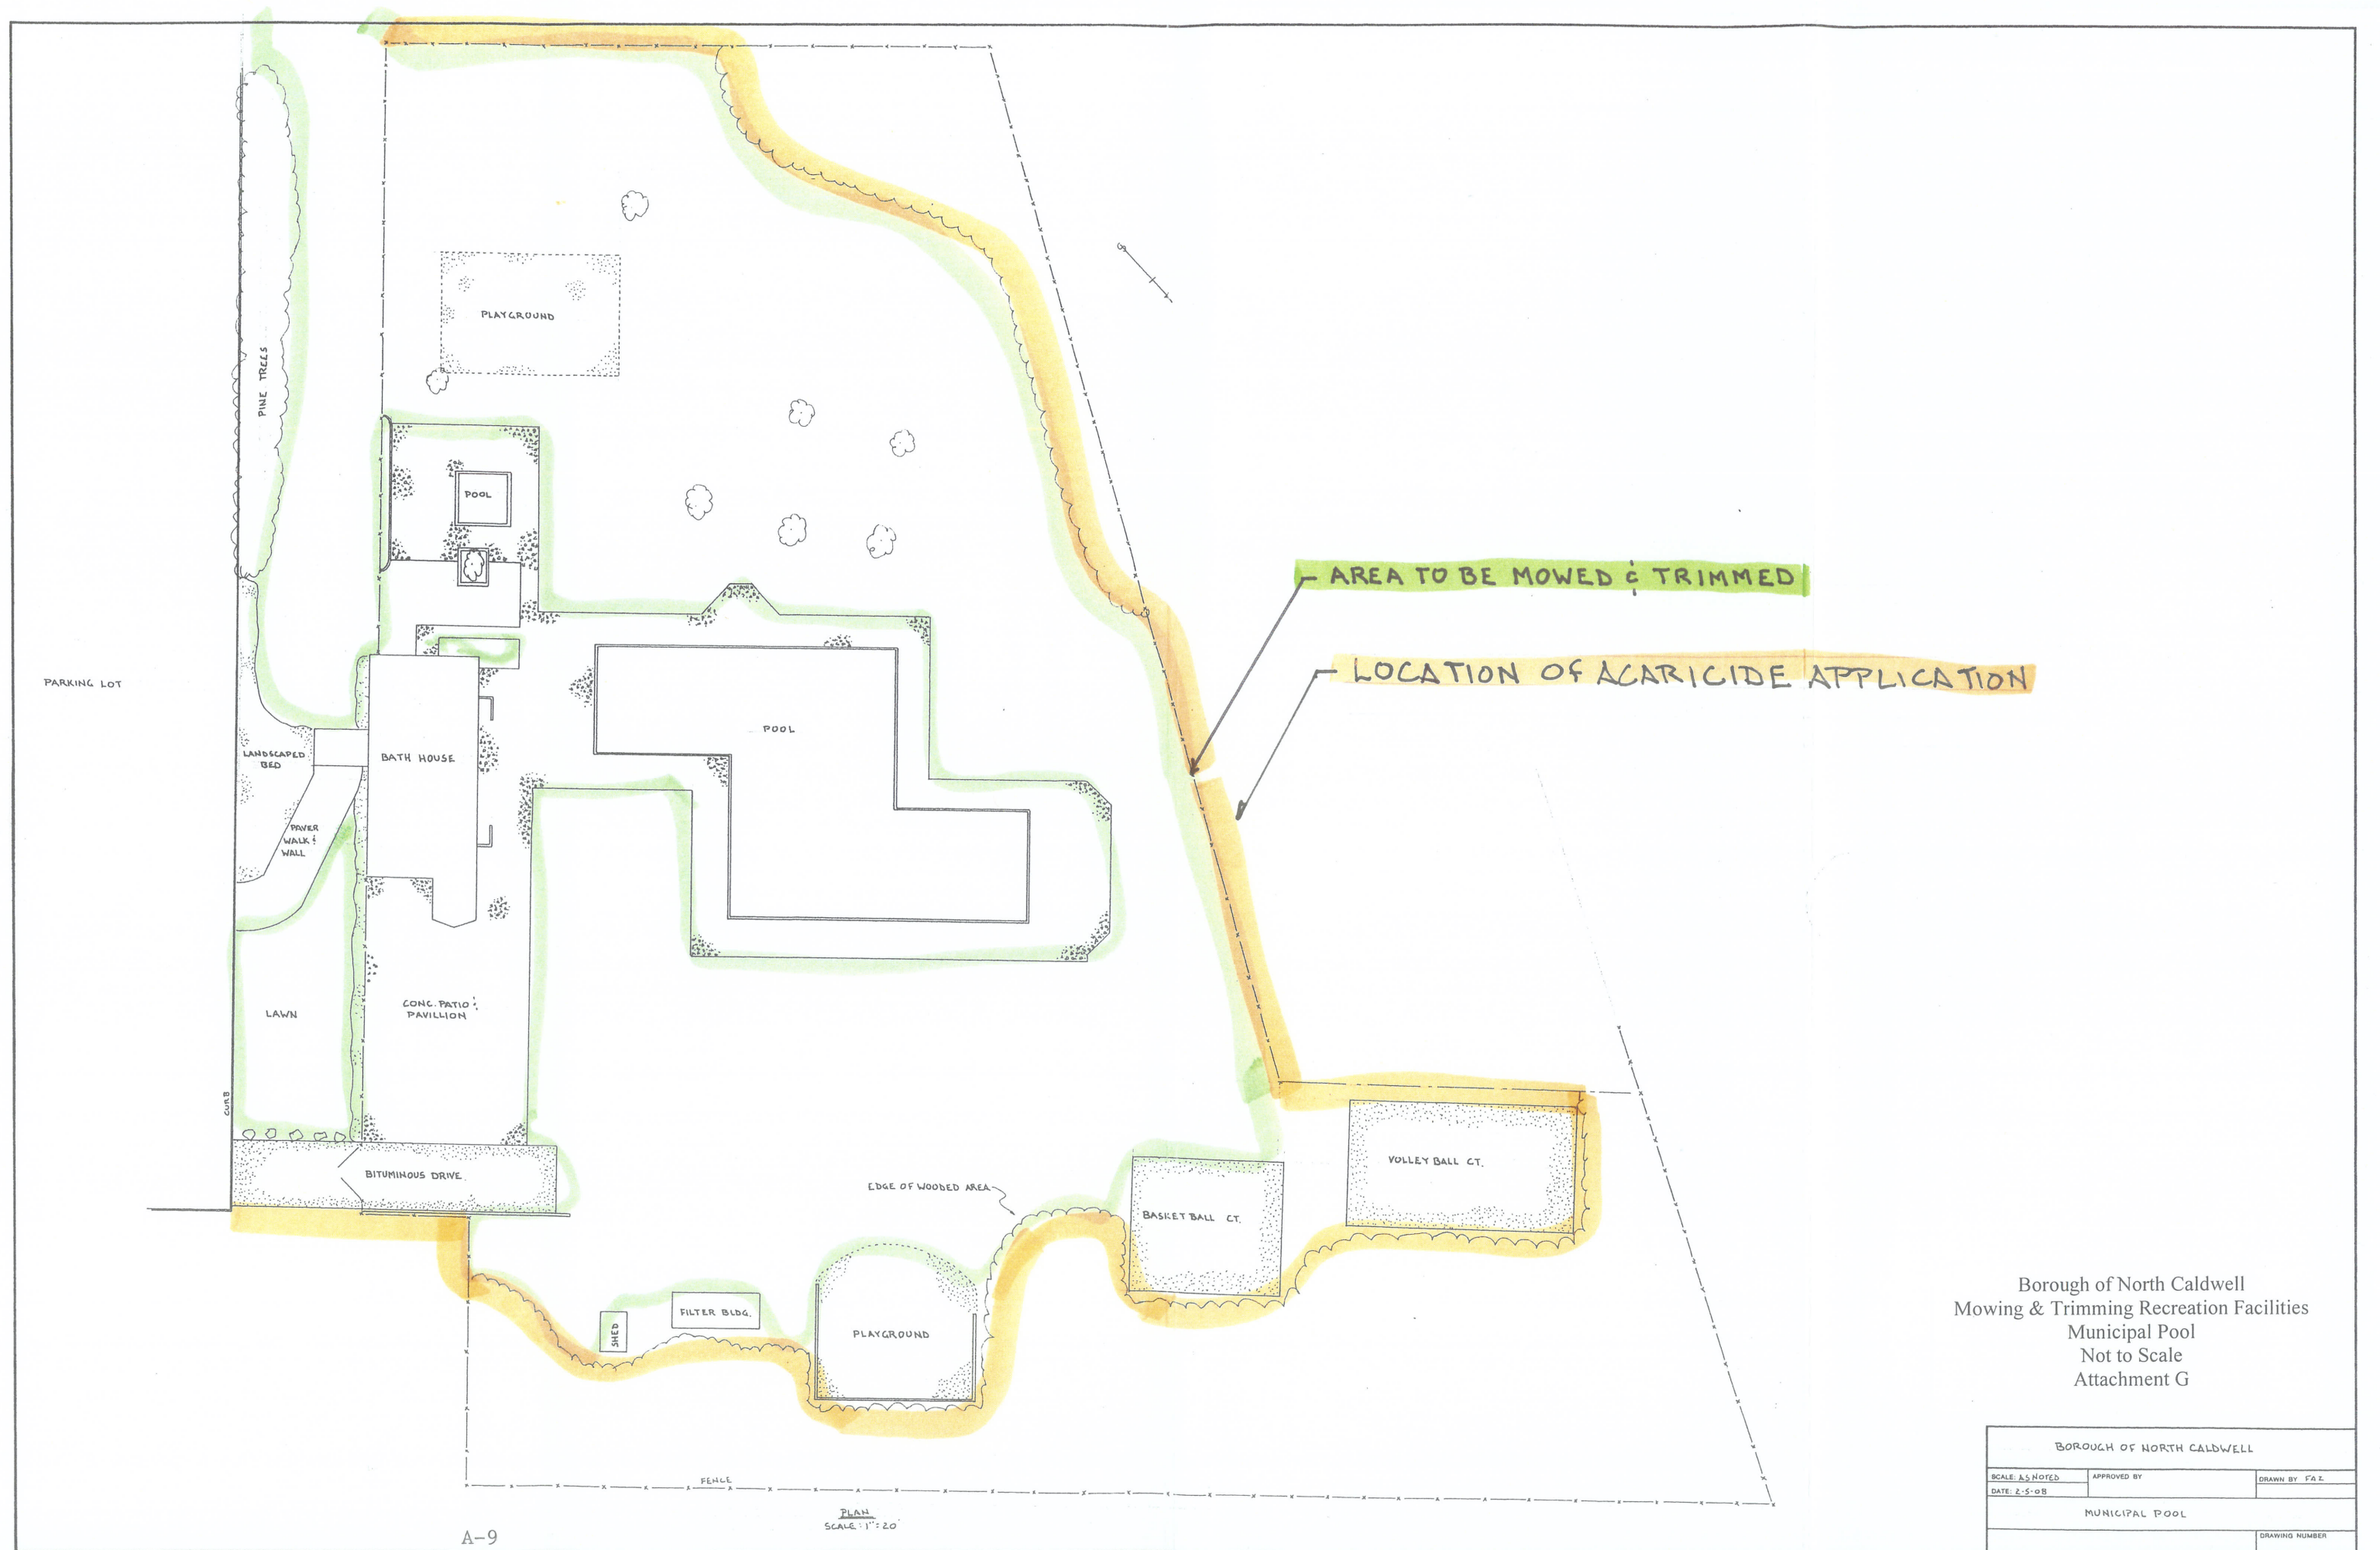 PLAYGROUND
PINE TREES
POOL
AREA TO BE MOWED & TRIMMED
LOCATION OF ACARICIDE APPLICATION
PARKING LOT
POOL
LANDSCAPED
BED
BATH HOUSE
PAVER
WALK &
WALL
CONC. PATIO &
PAVILLION
LAWN
CURB
BITUMINOUS DRIVE
VOLLEY BALL CT.
EDGE OF WOODED AREA
BASKET BALL CT.
SHED
FILTER BLDG.
PLAYGROUND
Borough of North Caldwell
Mowing & Trimming Recreation Facilities
Municipal Pool
Not to Scale
Attachment G
FENCE
PLAN
SCALE: 1" = 20'
A-9
BOROUGH OF NORTH CALDWELL
SCALE: AS NOTED
APPROVED BY
DRAWN BY FAZ
DATE: 2-5-08
MUNICIPAL POOL
DRAWING NUMBER